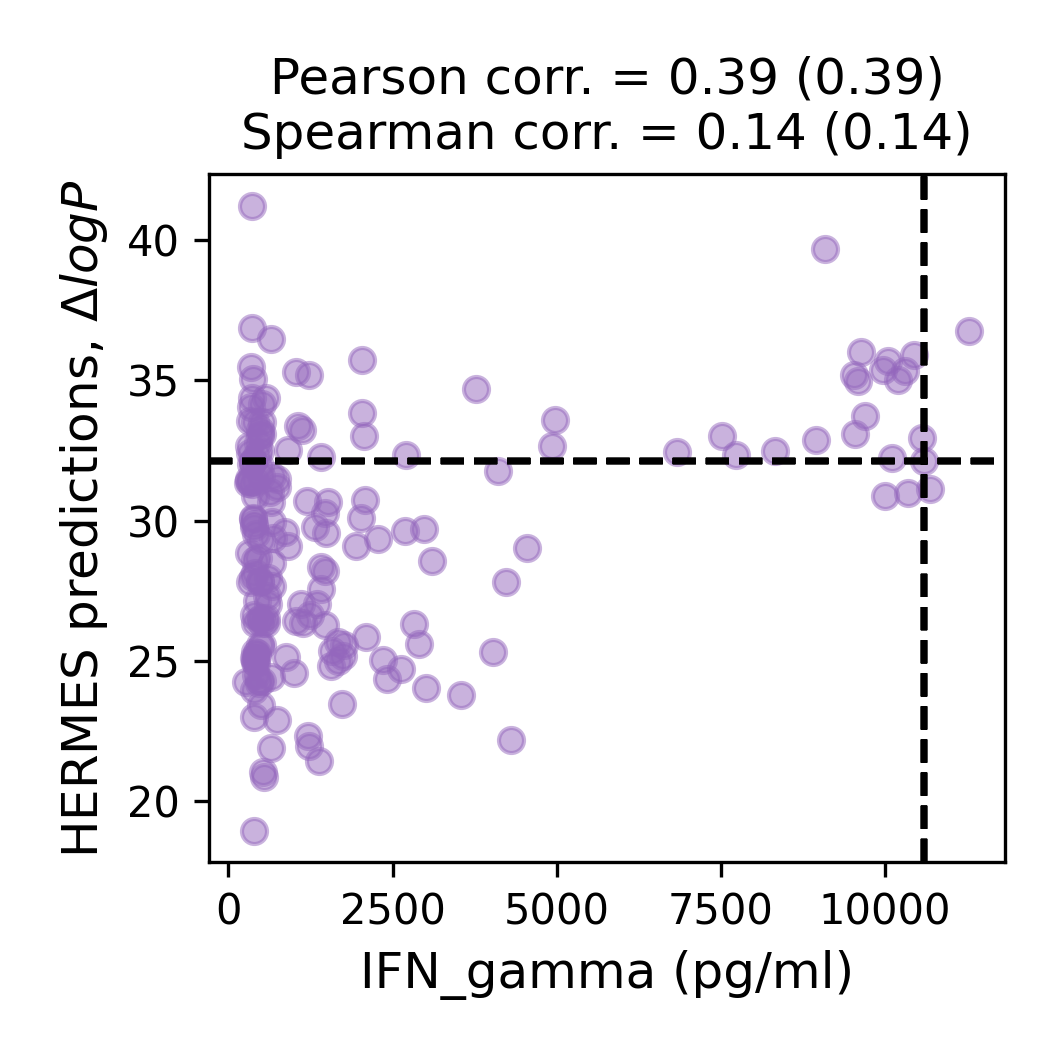 Pearson corr. = 0.39 (0.39)
Spearman corr. = 0.14 (0.14)
HERMES predictions, ΔlogP
40
35
30
25
20
0 2500 5000 7500 10000
IFN_gamma (pg/ml)